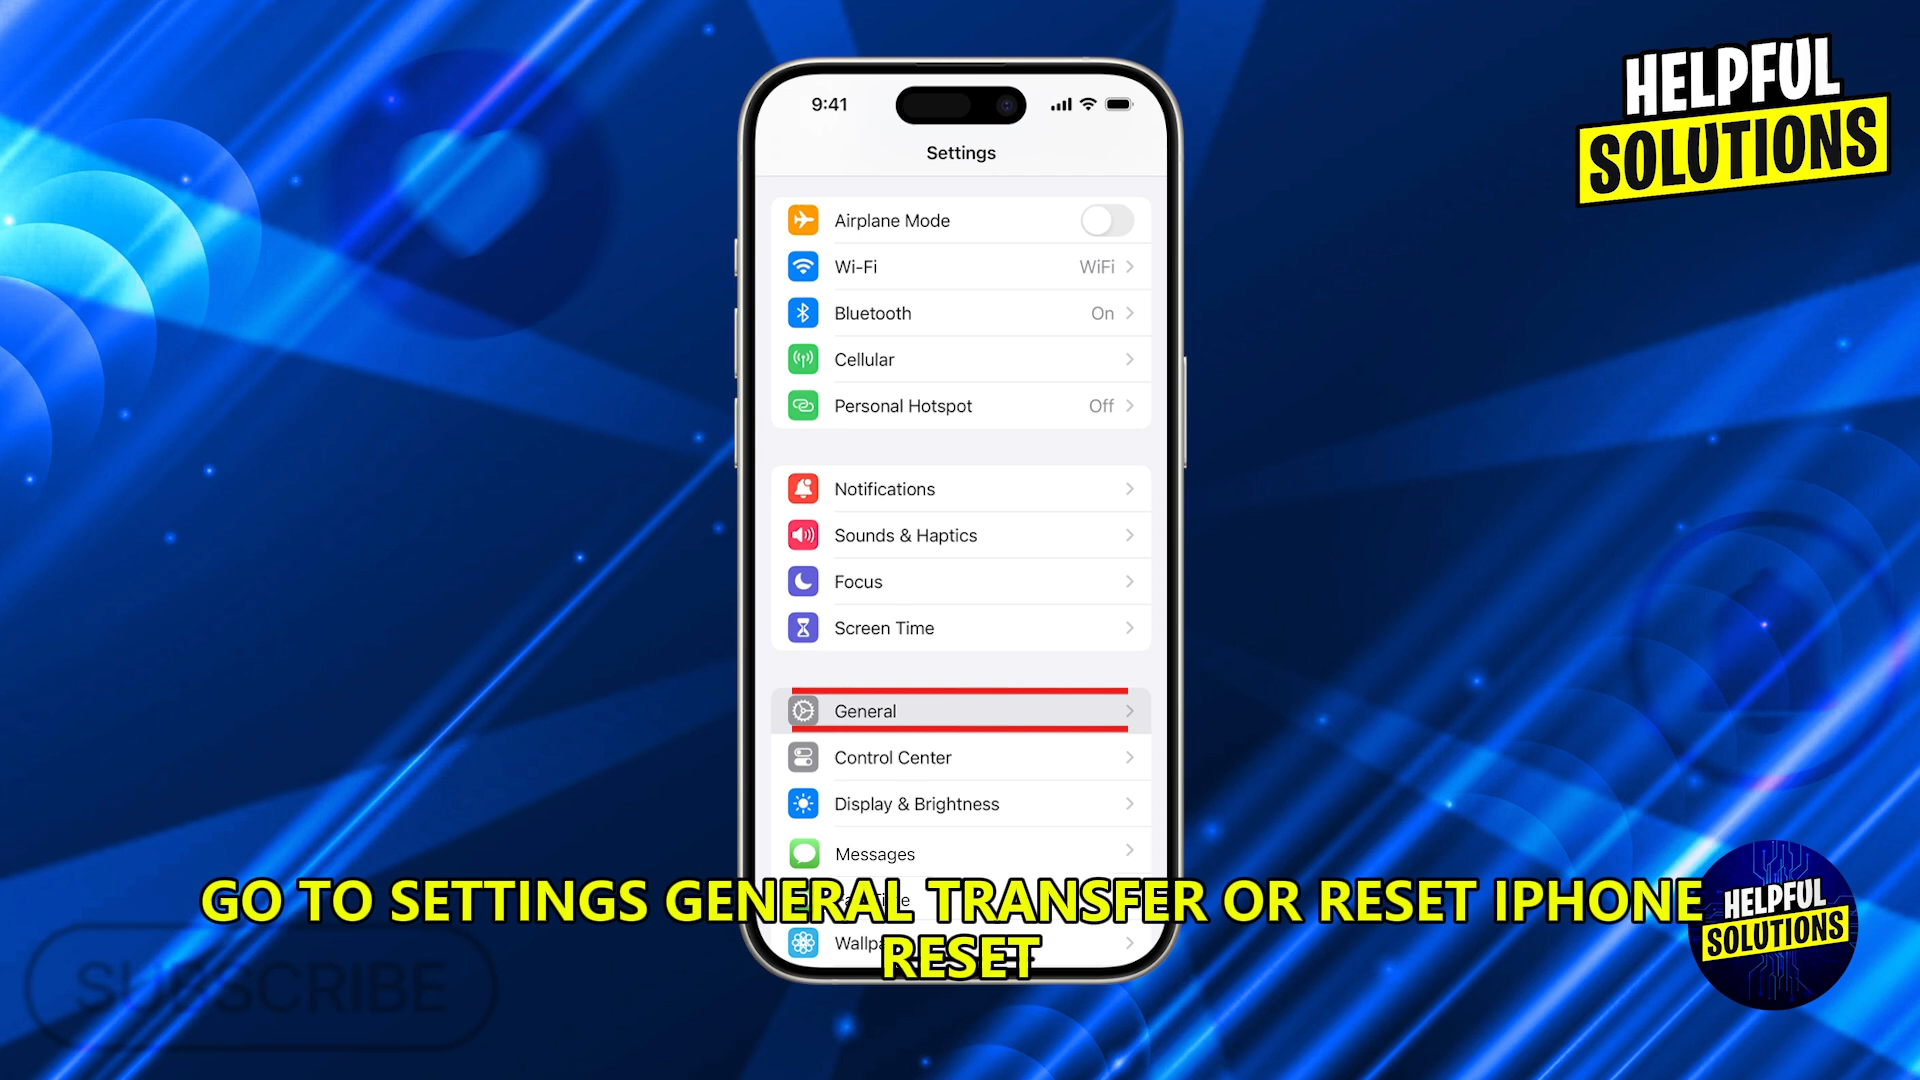 HELPFUL
SOLUTIONS
9:41
Settings
Airplane Mode
Wi-Fi WiFi
Bluetooth On
Cellular
Personal Hotspot Off
Notifications
Sounds & Haptics
Focus
Screen Time
General
Control Center
Display & Brightness
Messages
GO TO SETTINGS GENERAL TRANSFER OR RESET IPHONE
RESET
HELPFUL
SOLUTIONS
SUBSCRIBE